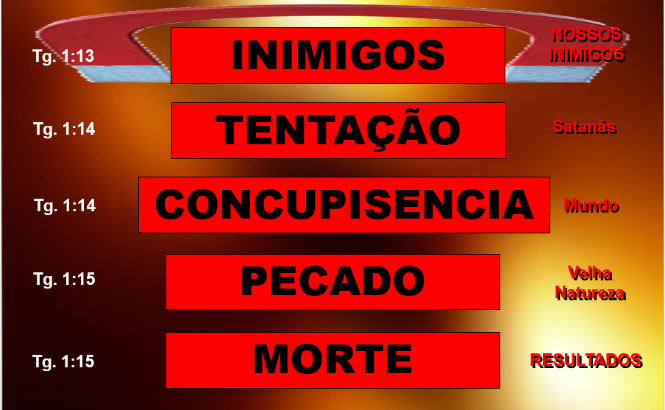 Tg. 1:13
INIMIGOS
NOSSOS
INIMIGOS
Tg. 1:14
TENTAÇÃO
Satanás
Tg. 1:14
CONCUPISENCIA
Mundo
Tg. 1:15
PECADO
Velha
Natureza
Tg. 1:15
MORTE
RESULTADOS